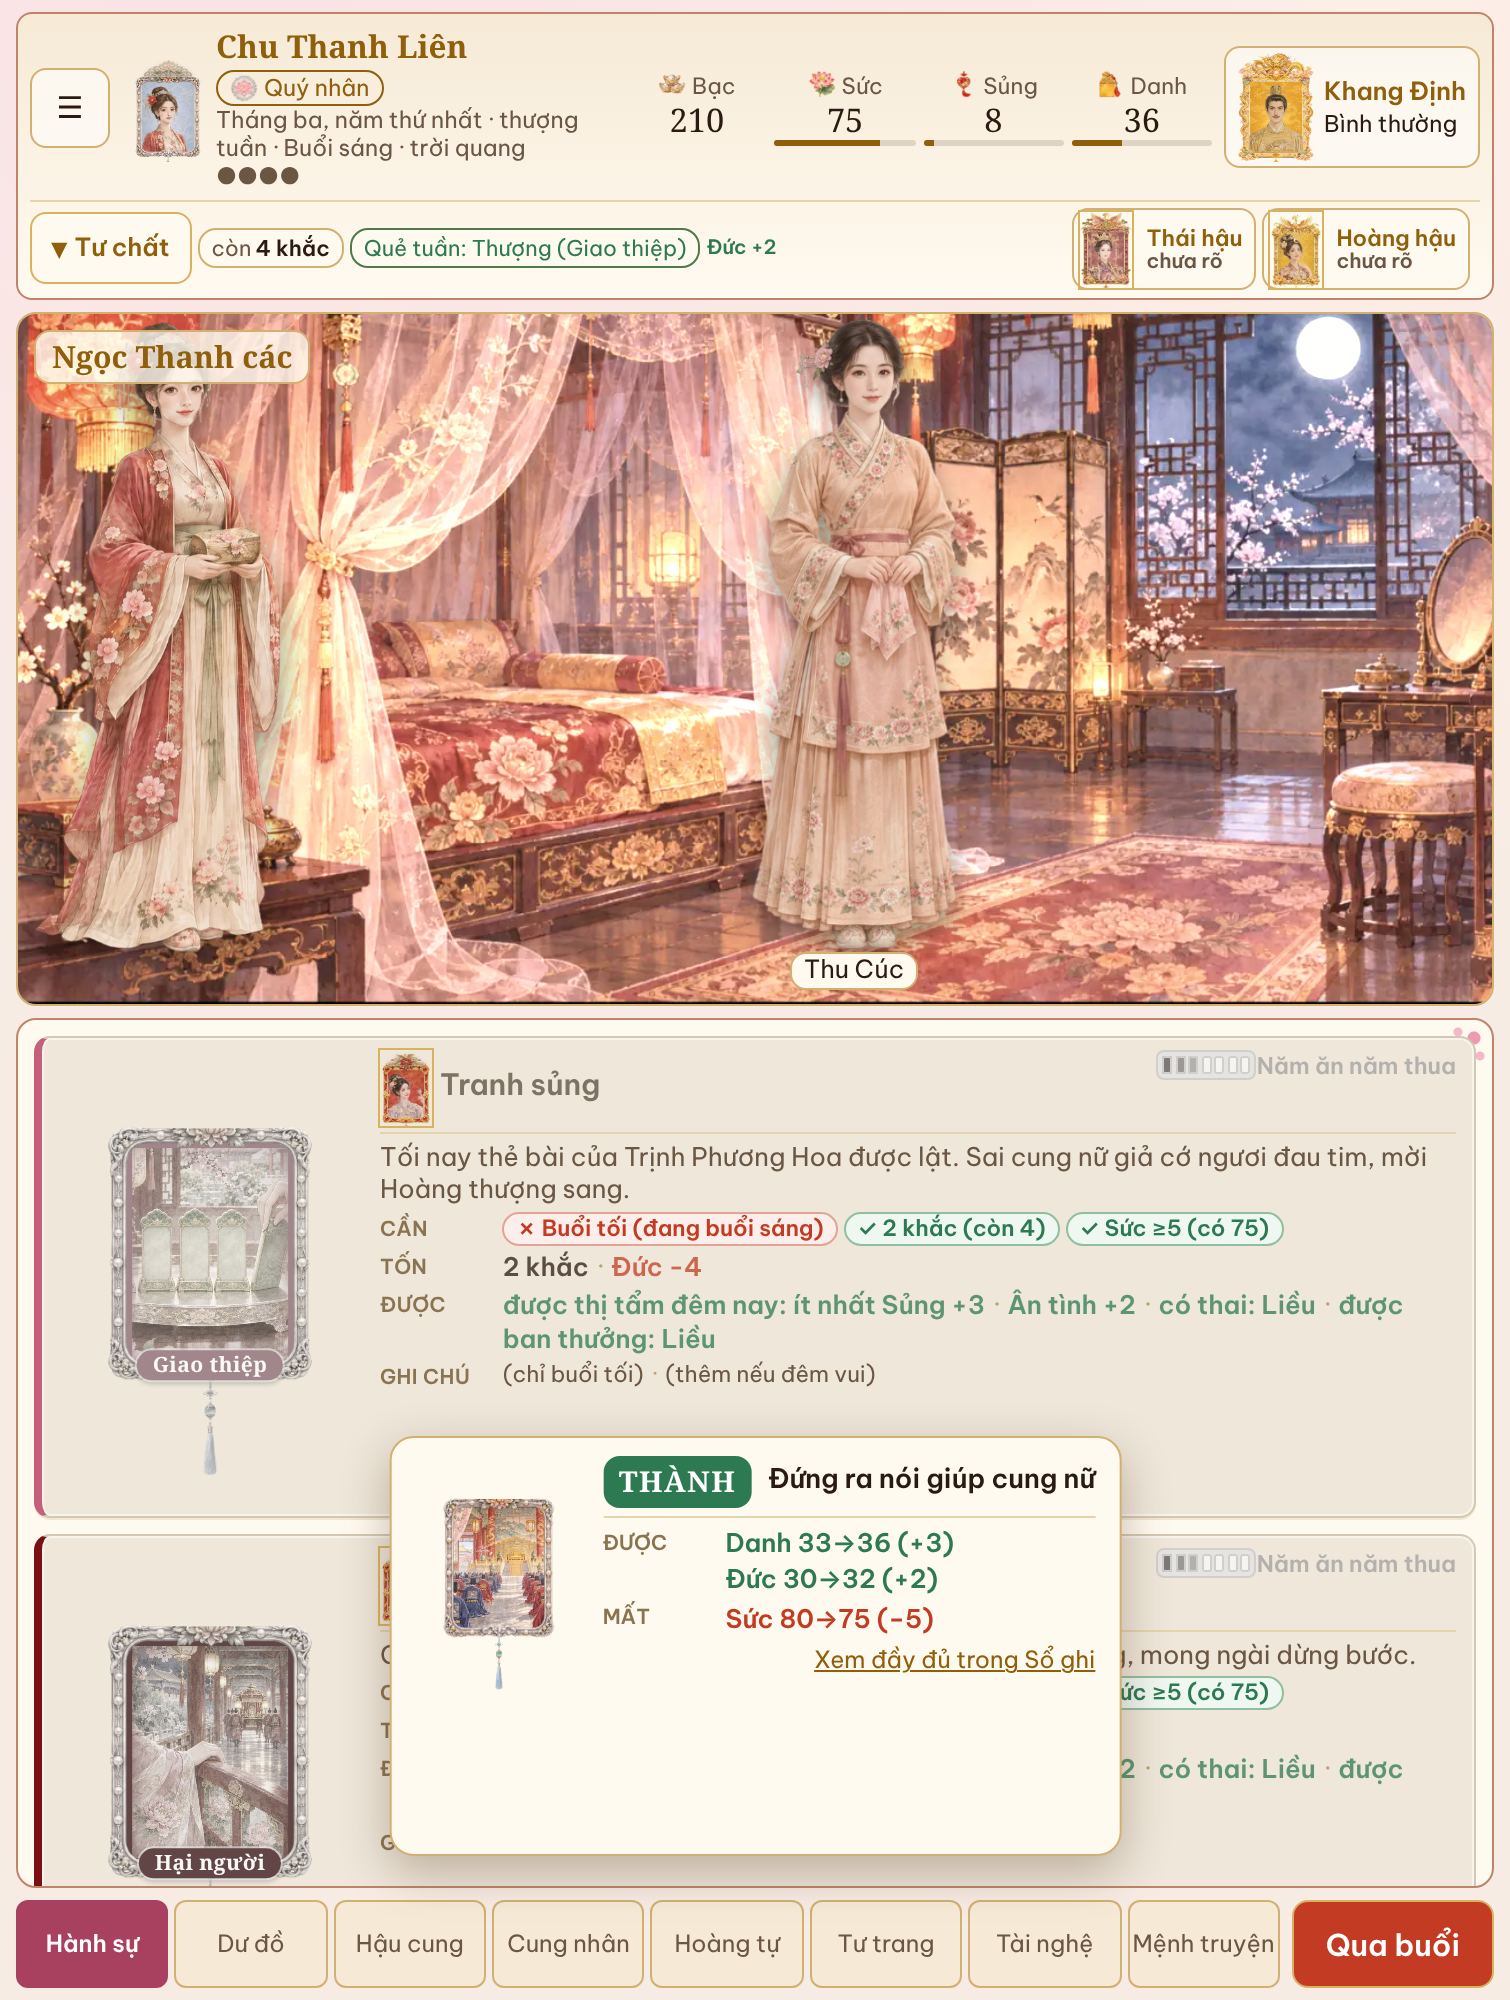 ☰
Chu Thanh Liên
Quý nhân
Tháng ba, năm thứ nhất · thượng
tuần · Buổi sáng · trời quang
Bạc
210
Sức
75
Sủng
8
Danh
36
Khang Định
Bình thường
▼ Tư chất
còn 4 khắc
Quẻ tuần: Thượng (Giao thiệp)
Đức +2
Thái hậu
chưa rõ
Hoàng hậu
chưa rõ
Ngọc Thanh các
Thu Cúc
Tranh sủng
Năm ăn năm thua
Tối nay thẻ bài của Trịnh Phương Hoa được lật. Sai cung nữ giả cớ ngươi đau tim, mời
Hoàng thượng sang.
CẦN
× Buổi tối (đang buổi sáng)
✓ 2 khắc (còn 4)
✓ Sức ≥5 (có 75)
TỐN
2 khắc · Đức -4
ĐƯỢC
được thị tẩm đêm nay: ít nhất Sủng +3 · Ân tình +2 · có thai: Liều · được
ban thưởng: Liều
GHI CHÚ
(chỉ buổi tối) · (thêm nếu đêm vui)
Giao thiệp
THÀNH
Đứng ra nói giúp cung nữ
ĐƯỢC
Danh 33→36 (+3)
Đức 30→32 (+2)
MẤT
Sức 80→75 (-5)
Xem đầy đủ trong Sổ ghi
Năm ăn năm thua
, mong ngài dừng bước.
≥5 (có 75)
2 · có thai: Liều · được
Hại người
Hành sự
Dư đồ
Hậu cung
Cung nhân
Hoàng tự
Tư trang
Tài nghệ
Mệnh truyện
Qua buổi